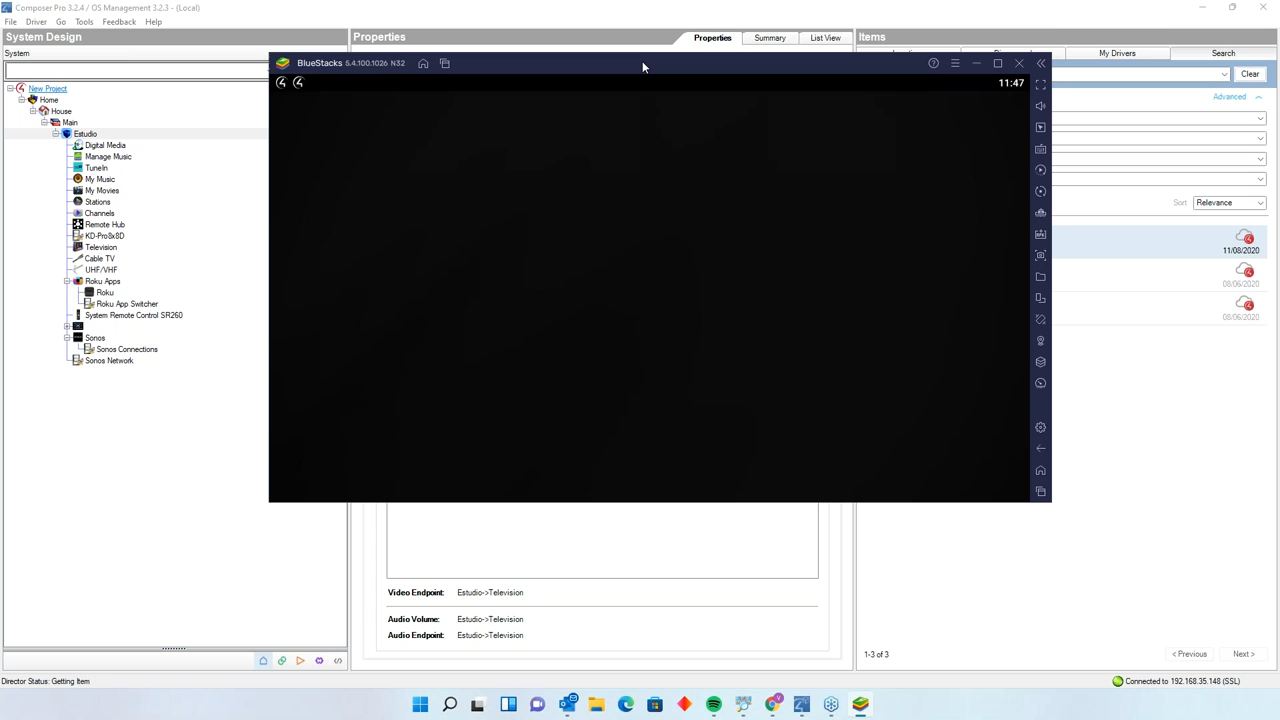 Composer Pro 3.2.4 / OS Management 3.2.3 - (Local)
File Driver Go Tools Feedback Help
System Design
Properties
Properties
Summary
List View
Items
System
My Drivers
Search
BlueStacks 5.4.100.1026 N32
11:47
Clear
Advanced
Sort
Relevance
11/08/2020
08/06/2020
08/06/2020
New Project
Home
House
Main
Estudio
Digital Media
Manage Music
TuneIn
My Music
My Movies
Stations
Channels
Remote Hub
KD-Pro8x8D
Television
Cable TV
UHF/VHF
Roku Apps
Roku
Roku App Switcher
System Remote Control SR260
Sonos
Sonos Connections
Sonos Network
Video Endpoint: Estudio->Television
Audio Volume: Estudio->Television
Audio Endpoint: Estudio->Television
1-3 of 3
< Previous
Next >
Director Status: Getting Item
Connected to 192.168.35.148 (SSL)